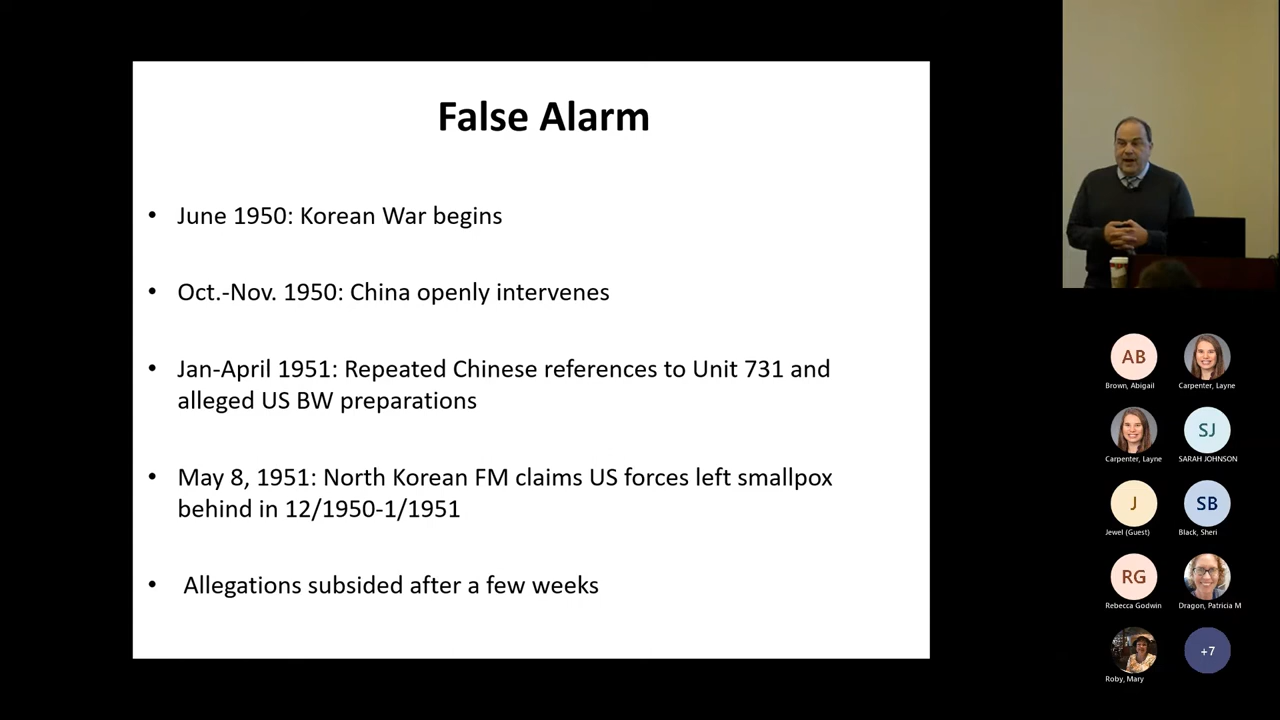 False Alarm
• June 1950: Korean War begins
• Oct.-Nov. 1950: China openly intervenes
• Jan-April 1951: Repeated Chinese references to Unit 731 and
alleged US BW preparations
• May 8, 1951: North Korean FM claims US forces left smallpox
behind in 12/1950-1/1951
• Allegations subsided after a few weeks
AB
Brown, Abigail
Carpenter, Layne
Carpenter, Layne
SJ
SARAH JOHNSON
J
Jewel (Guest)
SB
Black, Sheri
RG
Rebecca Godwin
Dragon, Patricia M
Roby, Mary
+7